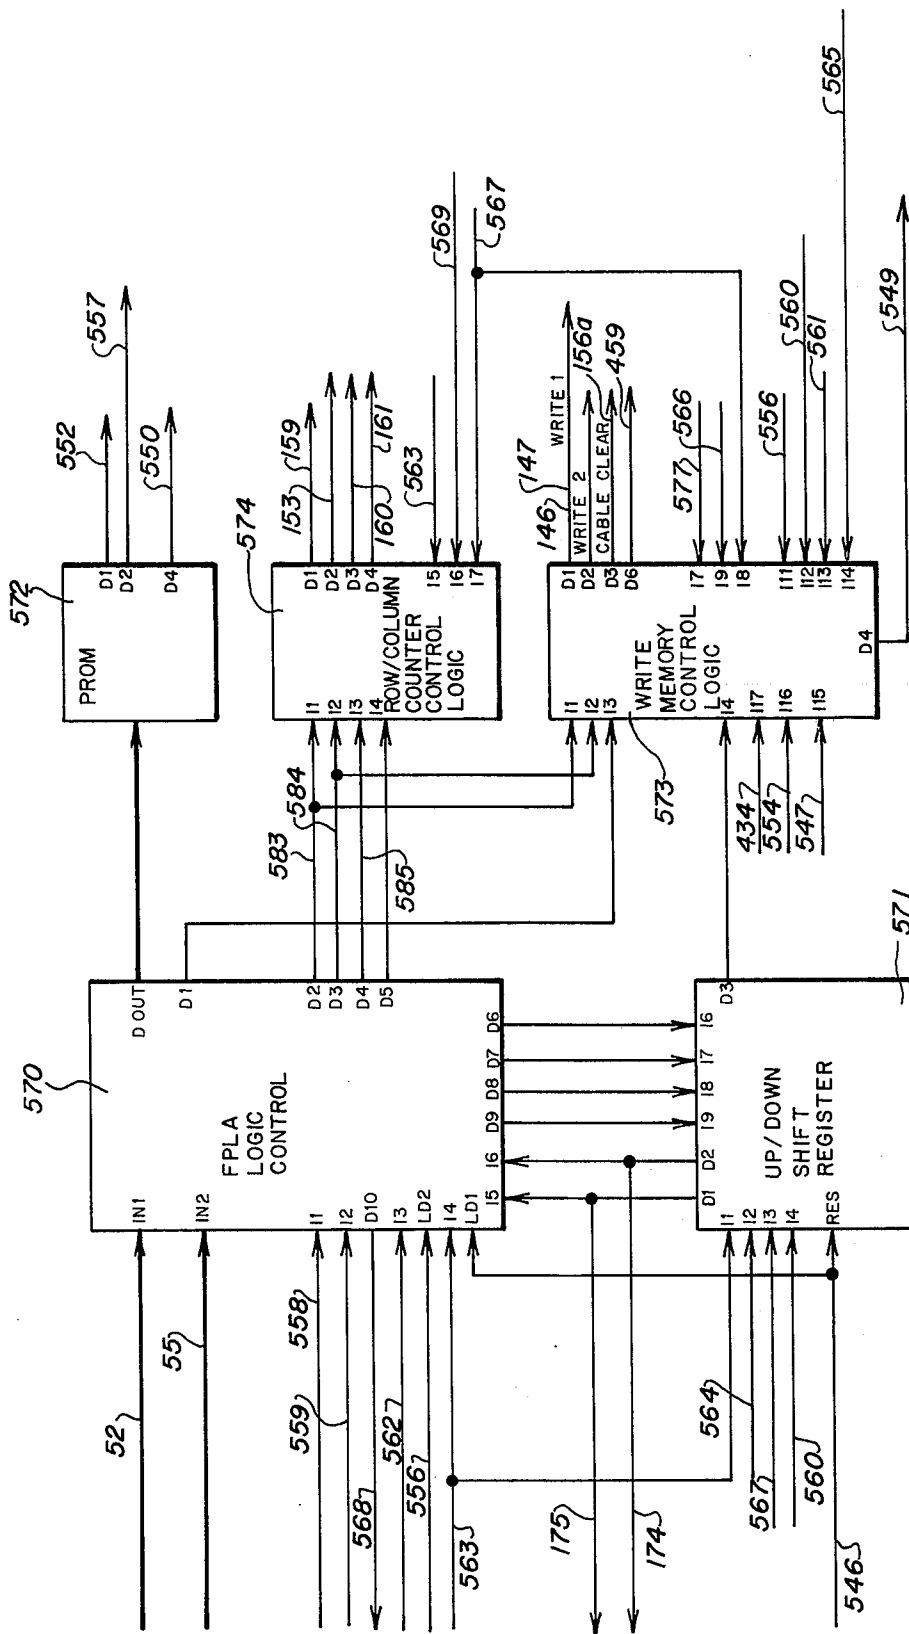 570
FPLA
LOGIC
CONTROL
IN1
IN2
I1
I2
D10
I3
LD2
I4
LD1
I5
I6
D9
D8
D7
D6
D OUT
D1
D2
D3
D4
D5
52
55
558
559
568
562
556
563
175
174
564
567
560
546
UP/DOWN
SHIFT
REGISTER
571
I1
I2
I3
I4
RES
D1
D2
I9
I8
I7
I6
D3
572
PROM
D1
D2
D4
552
557
550
583
584
585
574
ROW/COLUMN
COUNTER
CONTROL
LOGIC
I1
I2
I3
I4
D1
D2
D3
D4
I5
I6
I7
159
153
160
161
563
569
567
573
WRITE
MEMORY
CONTROL
LOGIC
I1
I2
I3
I4
I17
I16
I15
434
554
547
D1
D2
D3
D6
I7
I9
I8
I11
I12
I13
I14
D4
146
147
WRITE 1
WRITE 2
CABLE CLEAR
156a
459
577
566
556
560
561
565
549